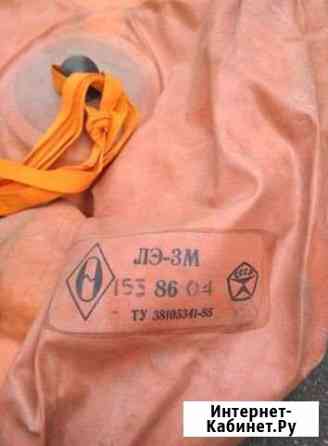 ЛЭ-3М
153 86 04
ТУ 38105341-85
Интернет-
Кабинет.Ру